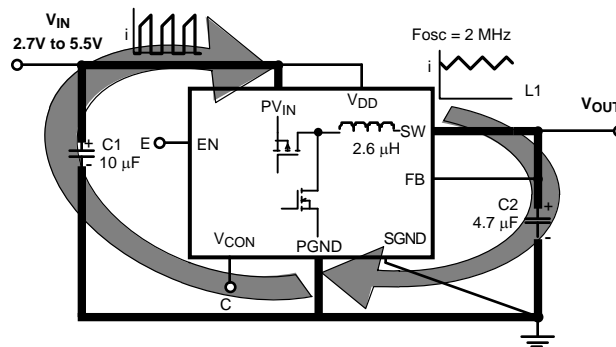 VIN
2.7V to 5.5V
i
Fosc = 2 MHz
i
L1
VOUT
PVIN
VDD
C1
10 μF
+
-
E
EN
2.6 μH
SW
FB
C2
4.7 μF
+
-
VCON
PGND
SGND
C